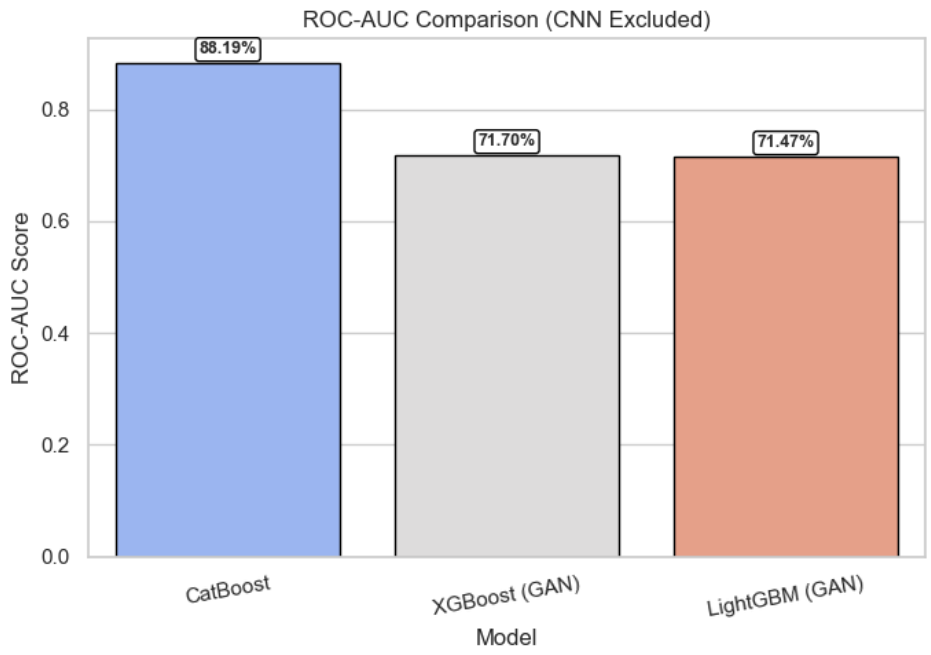 ROC-AUC Comparison (CNN Excluded)
88.19%
71.70%
71.47%
0.8
0.6
0.4
0.2
0.0
ROC-AUC Score
CatBoost
XGBoost (GAN)
LightGBM (GAN)
Model